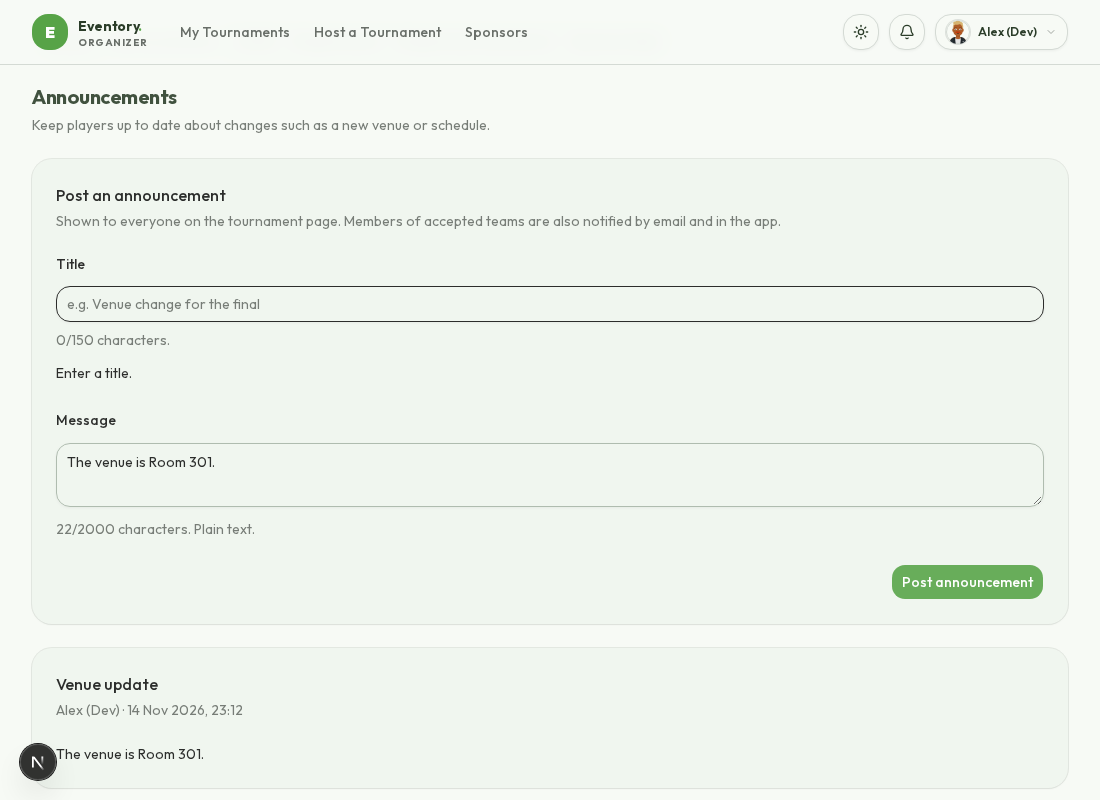 E
Eventory.
ORGANIZER
My Tournaments
Host a Tournament
Sponsors
Alex (Dev)
Announcements
Keep players up to date about changes such as a new venue or schedule.
Post an announcement
Shown to everyone on the tournament page. Members of accepted teams are also notified by email and in the app.
Title
e.g. Venue change for the final
0/150 characters.
Enter a title.
Message
The venue is Room 301.
22/2000 characters. Plain text.
Post announcement
Venue update
Alex (Dev) · 14 Nov 2026, 23:12
The venue is Room 301.
N